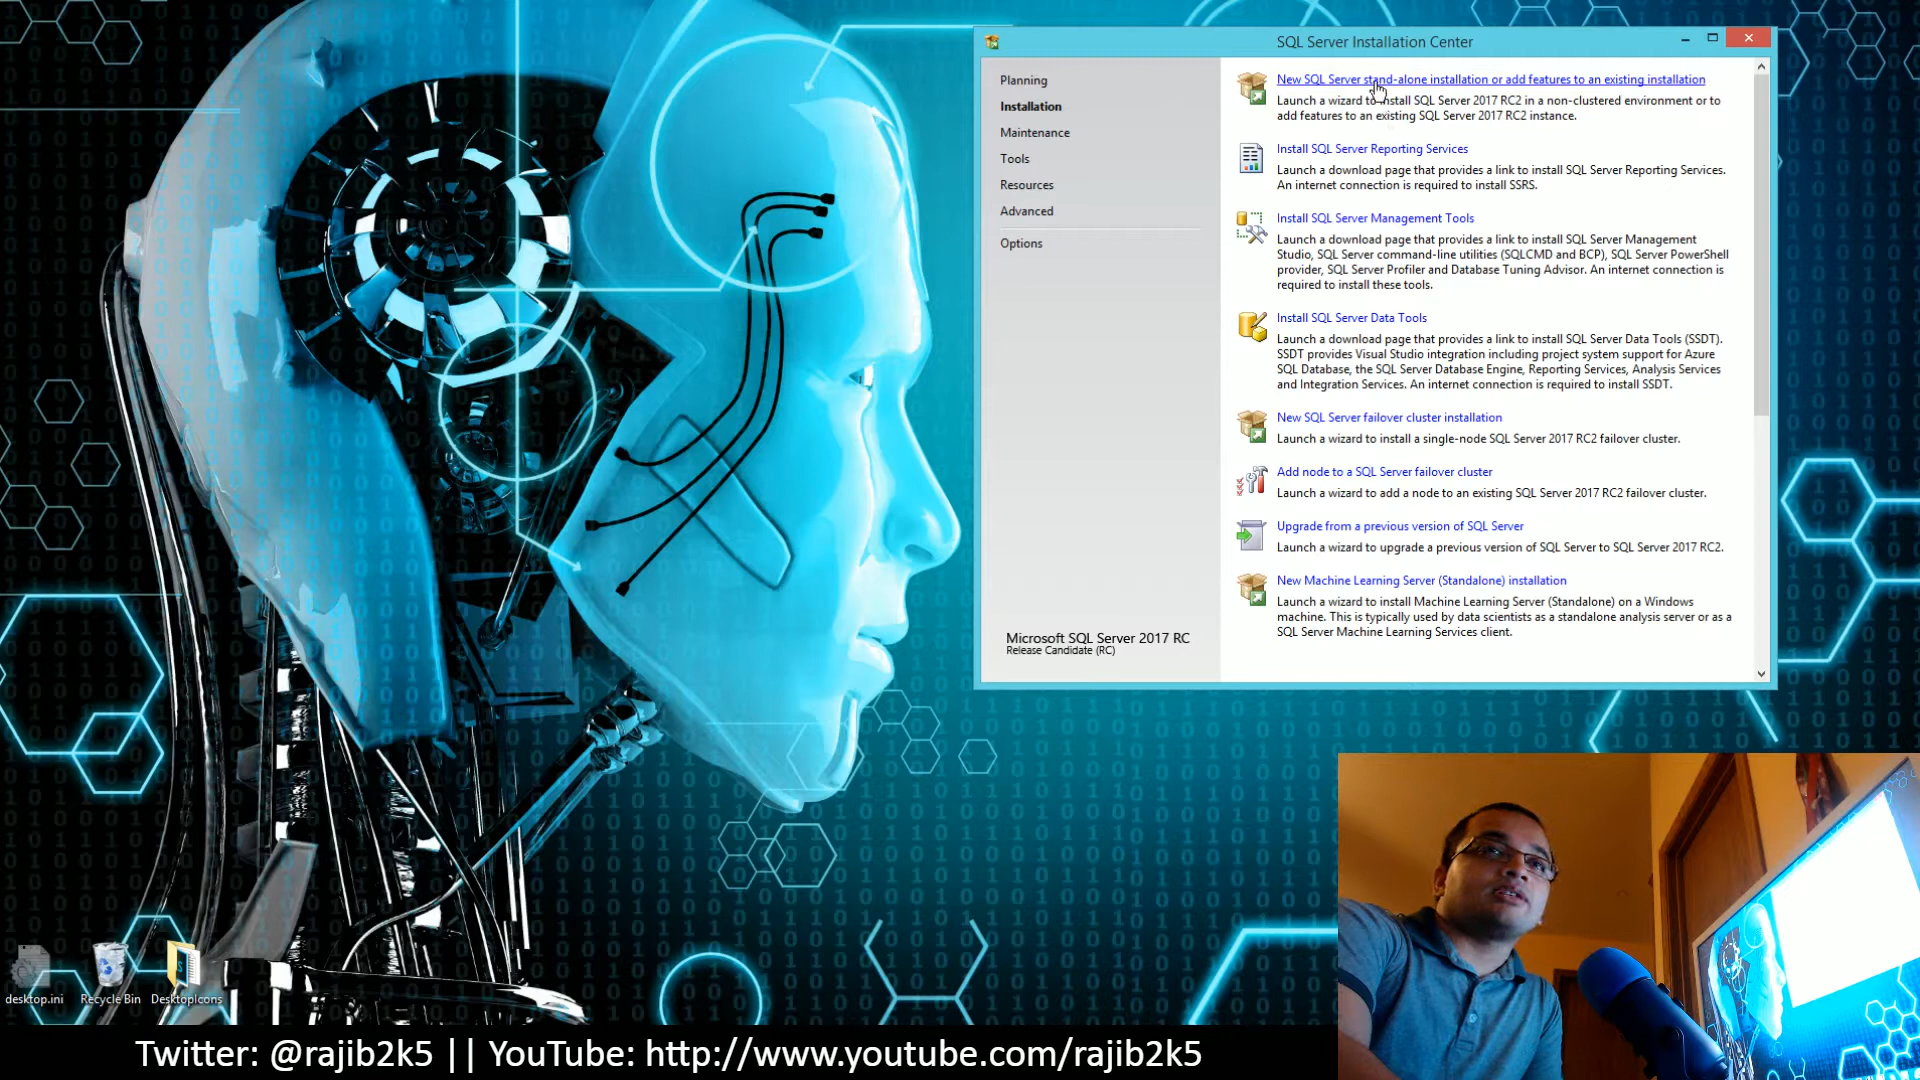 SQL Server Installation Center
Planning
Installation
Maintenance
Tools
Resources
Advanced
Options
Microsoft SQL Server 2017 RC
Release Candidate (RC)
New SQL Server stand-alone installation or add features to an existing installation
Launch a wizard to install SQL Server 2017 RC2 in a non-clustered environment or to
add features to an existing SQL Server 2017 RC2 instance.
Install SQL Server Reporting Services
Launch a download page that provides a link to install SQL Server Reporting Services.
An internet connection is required to install SSRS.
Install SQL Server Management Tools
Launch a download page that provides a link to install SQL Server Management
Studio, SQL Server command-line utilities (SQLCMD and BCP), SQL Server PowerShell
provider, SQL Server Profiler and Database Tuning Advisor. An internet connection is
required to install these tools.
Install SQL Server Data Tools
Launch a download page that provides a link to install SQL Server Data Tools (SSDT).
SSDT provides Visual Studio integration including project system support for Azure
SQL Database, the SQL Server Database Engine, Reporting Services, Analysis Services
and Integration Services. An internet connection is required to install SSDT.
New SQL Server failover cluster installation
Launch a wizard to install a single-node SQL Server 2017 RC2 failover cluster.
Add node to a SQL Server failover cluster
Launch a wizard to add a node to an existing SQL Server 2017 RC2 failover cluster.
Upgrade from a previous version of SQL Server
Launch a wizard to upgrade a previous version of SQL Server to SQL Server 2017 RC2.
New Machine Learning Server (Standalone) installation
Launch a wizard to install Machine Learning Server (Standalone) on a Windows
machine. This is typically used by data scientists as a standalone analysis server or as a
SQL Server Machine Learning Services client.
desktop.ini
Recycle Bin
DesktopIcons
Twitter: @rajib2k5 || YouTube: http://www.youtube.com/rajib2k5